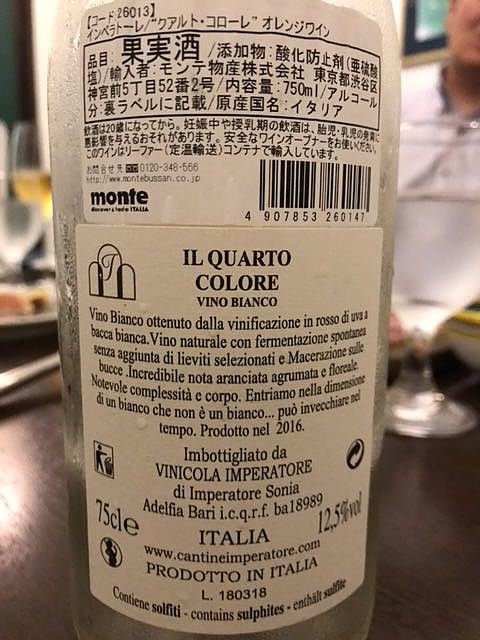 【コード26013】
インペラトーレ/“クアルト・コローレ” オレンジワイン
品目：果実酒/添加物：酸化防止剤(亜硫酸
塩)/輸入者：モンテ物産株式会社 東京都渋谷区
神宮前5丁目52番2号/内容量：750ml/アルコール
分：裏ラベルに記載/原産国名：イタリア
飲酒は20歳になってから。妊娠中や授乳期の飲酒は、胎児・乳児の発育に
悪影響を与えるおそれがあります。安全なワインオープナーをお使いください。
このワインはリーファー(定温輸送)コンテナで輸入しています。
お問合せ先 0120-348-566
http://www.montebussan.co.jp
monte
discover & taste ITALIA
4 907853 260147
IL QUARTO
COLORE
VINO BIANCO
Vino Bianco ottenuto dalla vinificazione in rosso di uva a
bacca bianca.Vino naturale con fermentazione spontanea
senza aggiunta di lieviti selezionati e Macerazione sulle
bucce .Incredibile nota aranciata agrumata e floreale.
Notevole complessità e corpo. Entriamo nella dimensione
di un bianco che non è un bianco... può invecchiare nel
tempo. Prodotto nel 2016.
Imbottigliato da
VINICOLA IMPERATORE
di Imperatore Sonia
Adelfia Bari i.c.q.r.f. ba18989
75cl e
12,5%vol
ITALIA
www.cantineimperatore.com
PRODOTTO IN ITALIA
L. 180318
Contiene solfiti - contains sulphites - enthält sulfite